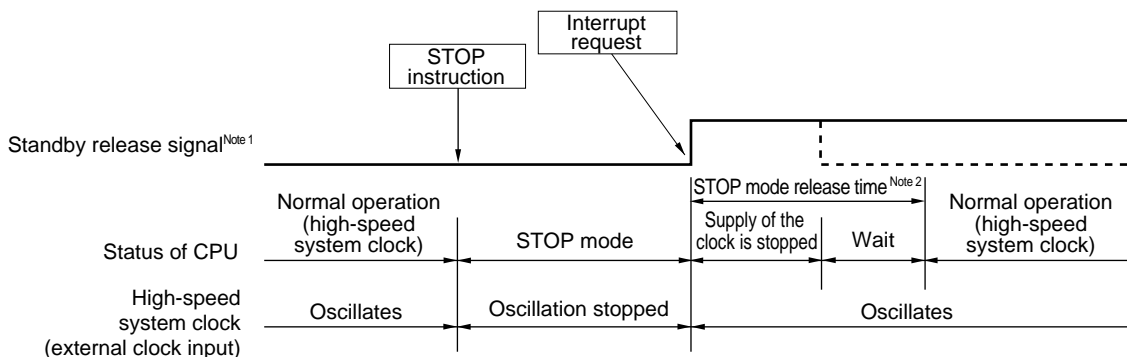 Interrupt
request
STOP
instruction
Standby release signal Note 1
STOP mode release time Note 2
Normal operation
(high-speed
system clock)
Supply of the
clock is stopped
Normal operation
(high-speed
system clock)
Status of CPU
STOP mode
Wait
High-speed
system clock
(external clock input)
Oscillates
Oscillation stopped
Oscillates